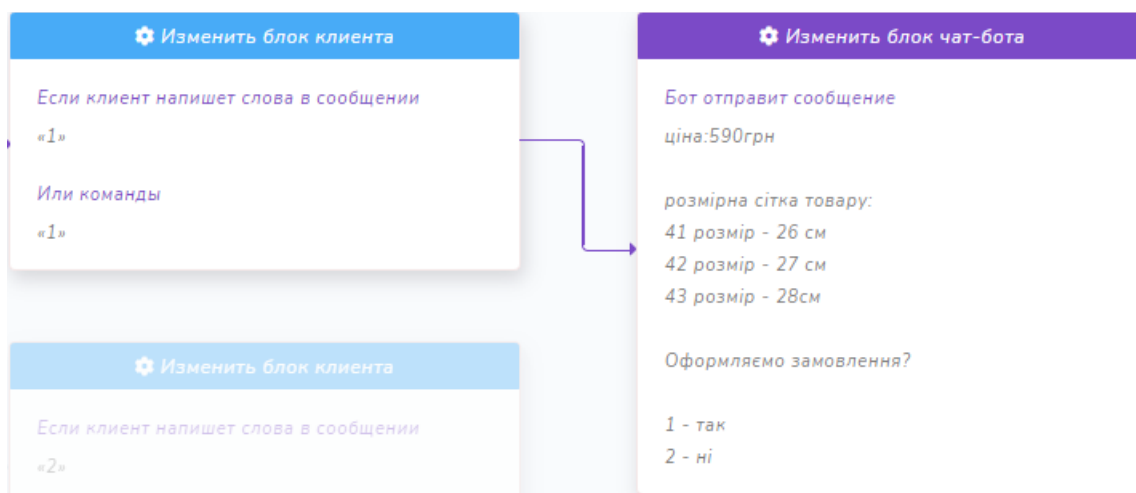 Изменить блок клиента
Если клиент напишет слова в сообщении
«1»
Или команды
«1»
Изменить блок клиента
Если клиент напишет слова в сообщении
«2»
Изменить блок чат-бота
Бот отправит сообщение
ціна:590грн
розмірна сітка товару:
41 розмір - 26 см
42 розмір - 27 см
43 розмір - 28см
Оформляємо замовлення?
1 - так
2 - ні